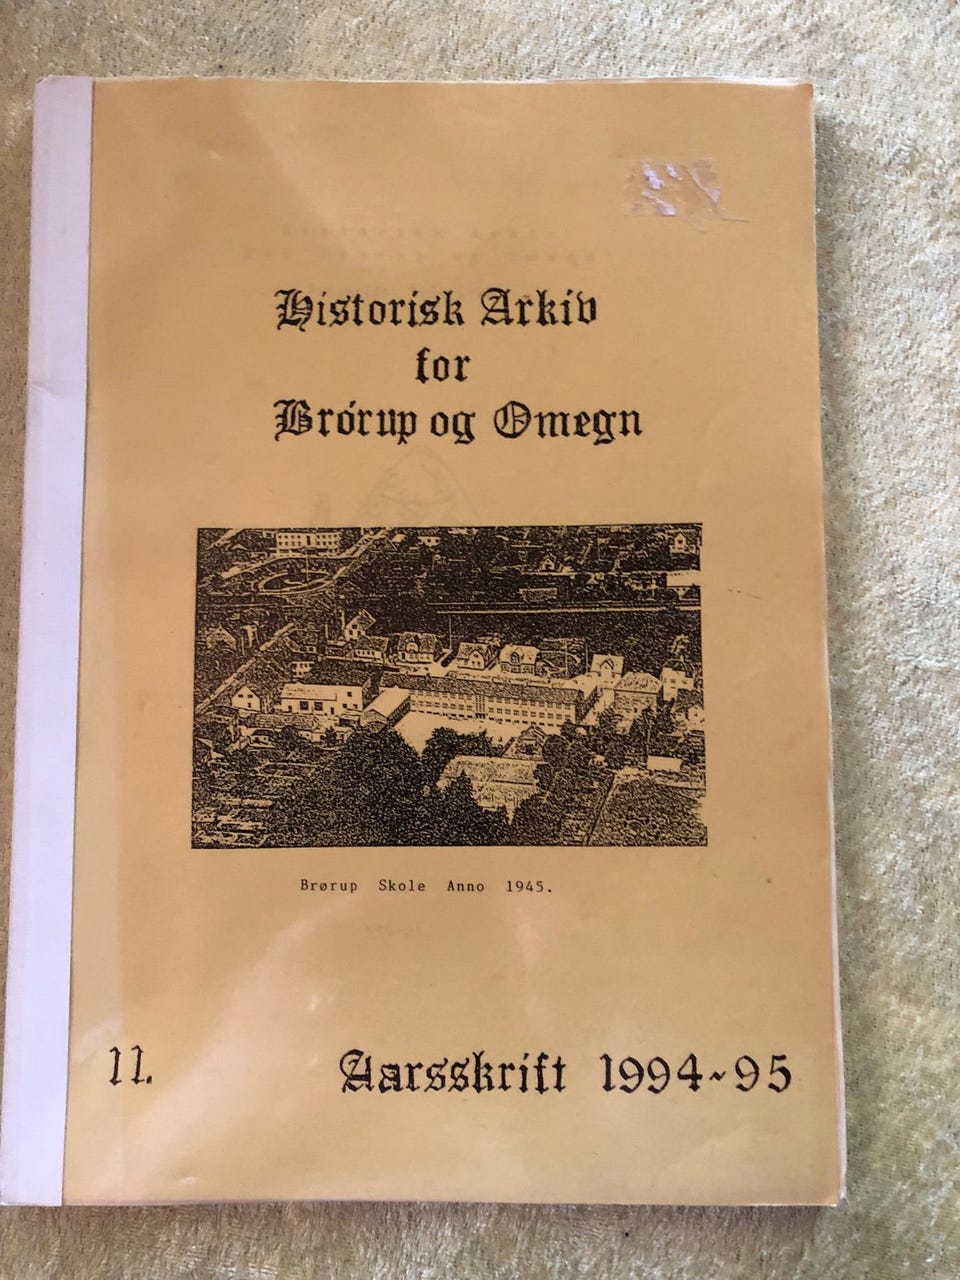 Historisk Arkiv
for
Brórup og Omegn
Brørup Skole Anno 1945.
11.
Aarsskrift 1994~95